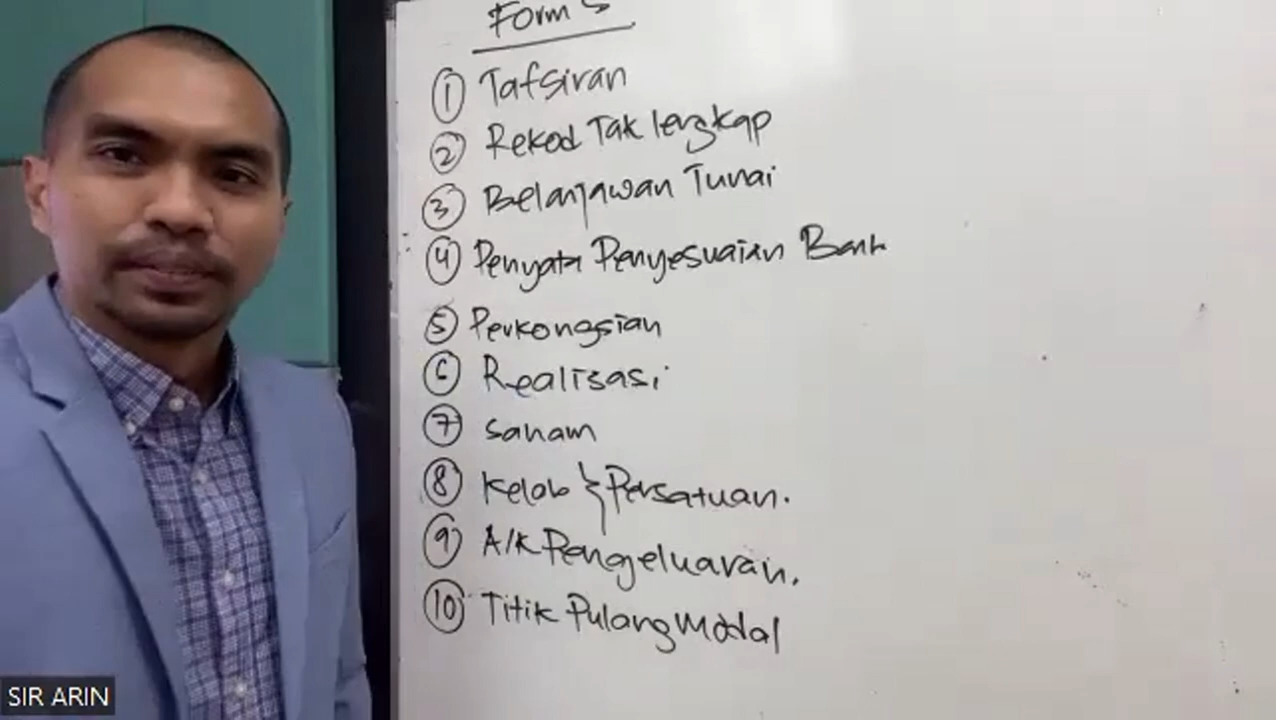 Form 5
① Tafsiran
② Rekod Tak lengkap
③ Belanjawan Tunai
④ Penyata Penyesuaian Bank
⑤ Perkongsian
⑥ Realisasi
⑦ saham
⑧ Kelab & Persatuan.
⑨ A/K Pengeluaran.
⑩ Titik Pulang Modal
SIR ARIN